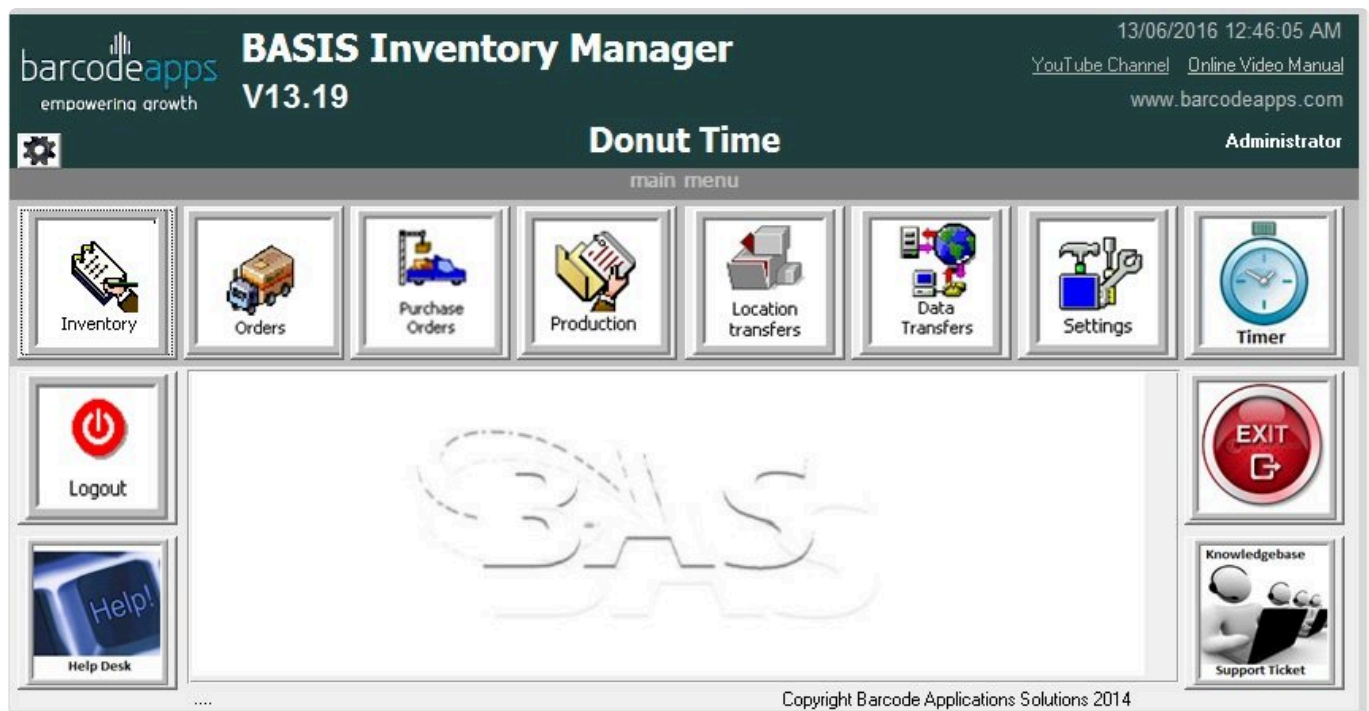 barcodeapps
empowering growth
BASIS Inventory Manager
V13.19
13/06/2016 12:46:05 AM
YouTube Channel Online Video Manual
www.barcodeapps.com
Donut Time
Administrator
main menu
Inventory
Orders
Purchase
Orders
Production
Location
transfers
Data
Transfers
Settings
Timer
Logout
BAS
EXIT
Help!
Help Desk
Knowledgebase
Support Ticket
....
Copyright Barcode Applications Solutions 2014